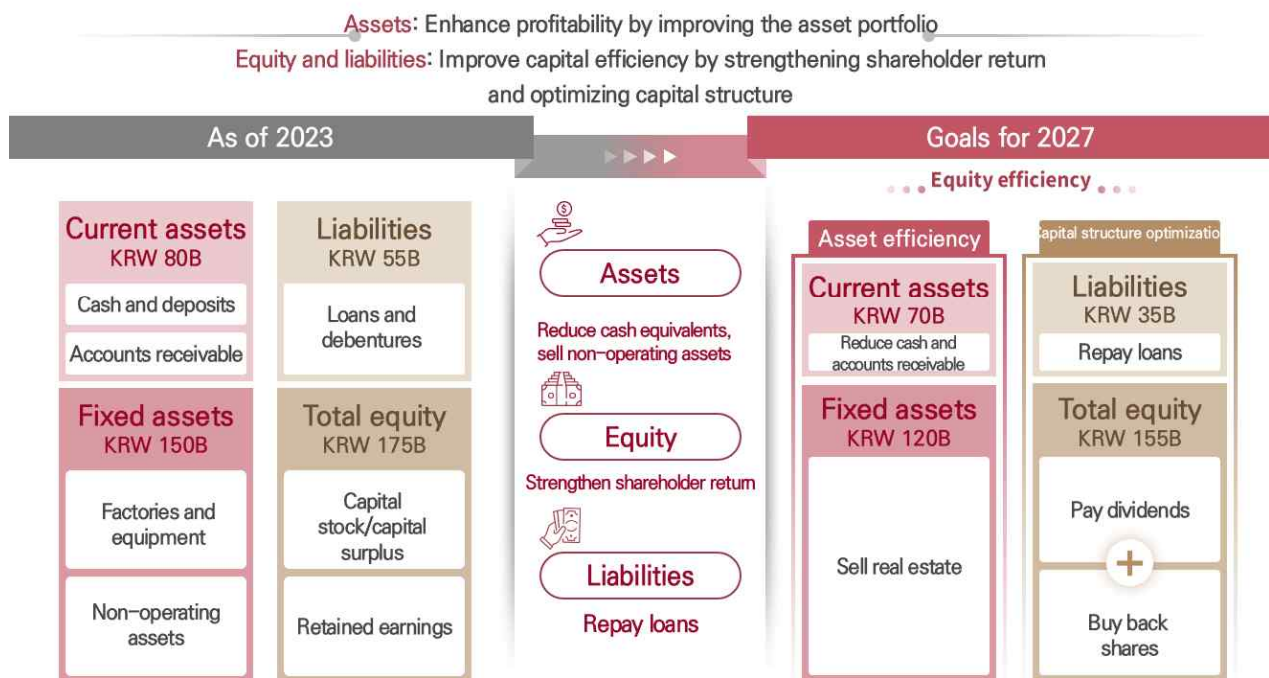 Assets: Enhance profitability by improving the asset portfolio
Equity and liabilities: Improve capital efficiency by strengthening shareholder return
and optimizing capital structure
As of 2023
Goals for 2027
Equity efficiency
Current assets
KRW 80B
Cash and deposits
Accounts receivable
Liabilities
KRW 55B
Loans and
debentures
Fixed assets
KRW 150B
Factories and
equipment
Non-operating
assets
Total equity
KRW 175B
Capital
stock/capital
surplus
Retained earnings
$
Assets
Reduce cash equivalents,
sell non-operating assets
Equity
Strengthen shareholder return
Liabilities
Repay loans
Asset efficiency
Current assets
KRW 70B
Reduce cash and
accounts receivable
Fixed assets
KRW 120B
Sell real estate
Capital structure optimization
Liabilities
KRW 35B
Repay loans
Total equity
KRW 155B
Pay dividends
+
Buy back
shares